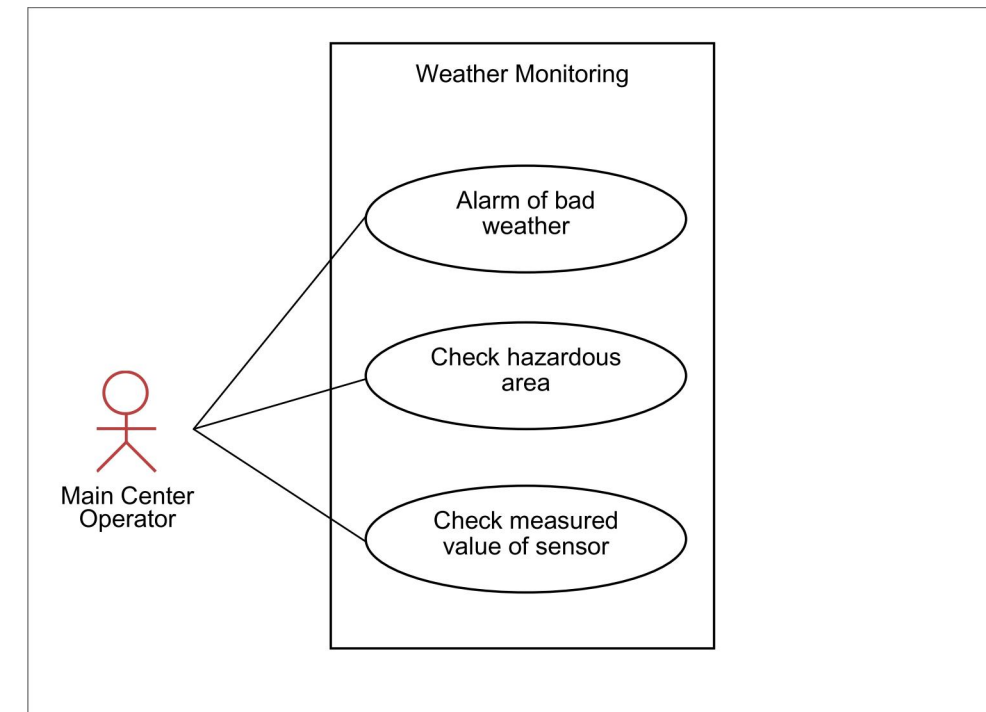 Weather Monitoring
Alarm of bad
weather
Check hazardous
area
Main Center
Operator
Check measured
value of sensor